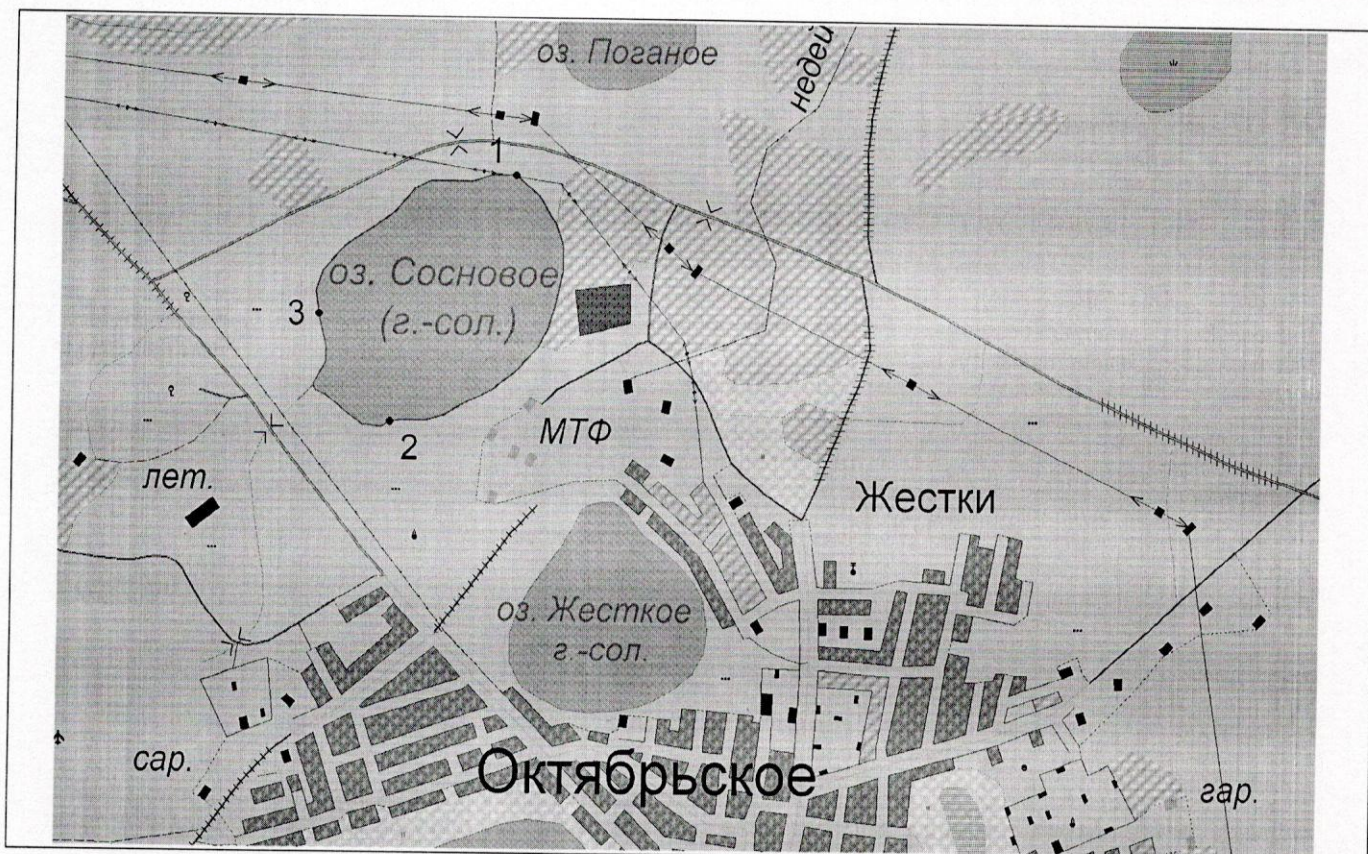 оз. Поганое
недей
1
оз. Сосновое
(г.-сол.)
3
2
МТФ
лет.
Жестки
оз. Жесткое
г.-сол.
сар.
Октябрьское
гар.